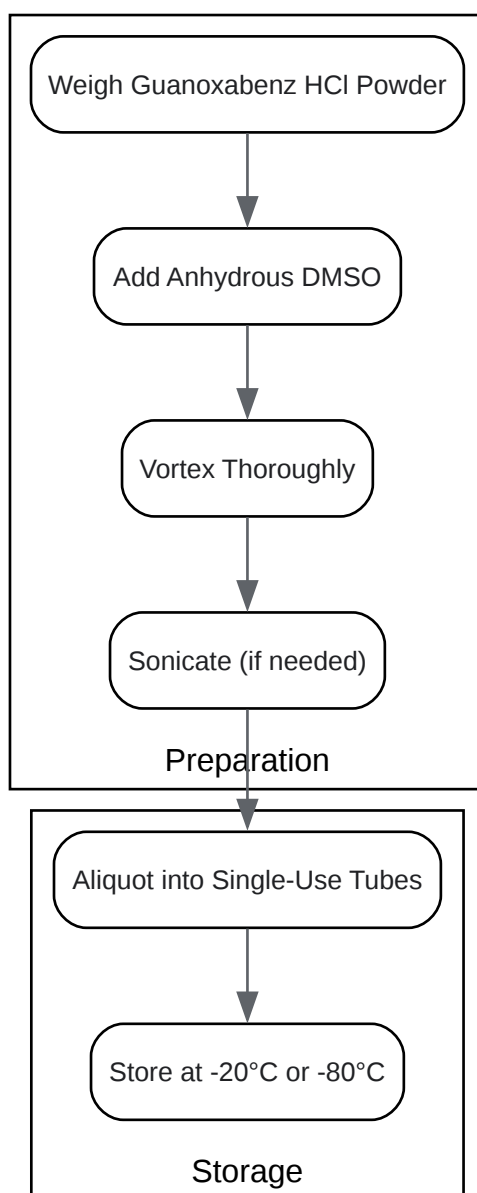 Weigh Guanoxabenz HCl Powder
Add Anhydrous DMSO
Vortex Thoroughly
Sonicate (if needed)
Preparation
Aliquot into Single-Use Tubes
Store at -20°C or -80°C
Storage